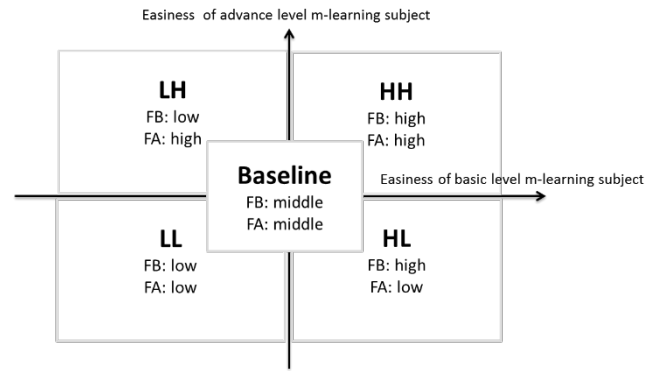 Easiness of advance level m-learning subject
LH
FB: low
FA: high
HH
FB: high
FA: high
Baseline
FB: middle
FA: middle
Easiness of basic level m-learning subject
LL
FB: low
FA: low
HL
FB: high
FA: low